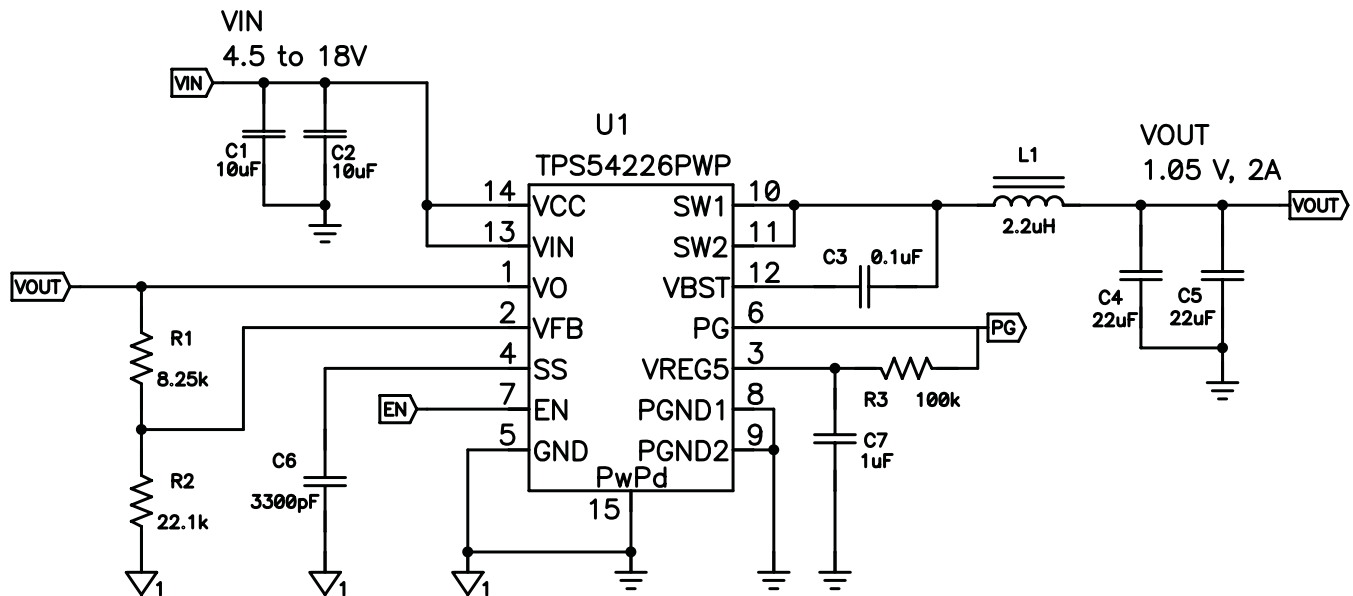 VIN
4.5 to 18V
VIN
C1
10uF
C2
10uF
U1
TPS54226PWP
14
VCC
13
VIN
1
VO
2
VFB
4
SS
7
EN
5
GND
PwPd
15
SW1
10
SW2
11
VBST
12
PG
6
VREG5
3
PGND1
8
PGND2
9
VOUT
R1
8.25k
R2
22.1k
1
C6
3300pF
1
EN
1
C3
0.1uF
L1
2.2uH
VOUT
1.05 V, 2A
VOUT
C4
22uF
C5
22uF
PG
R3
100k
C7
1uF